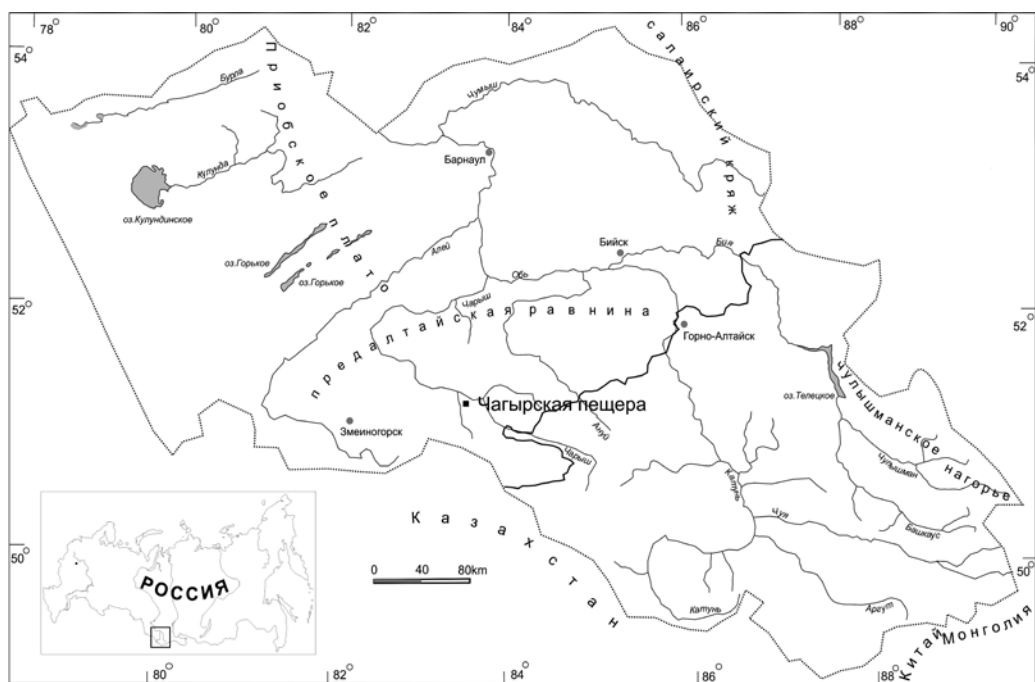 78° 80° 82° 84° 86° 88° 90°
54°
54°
Бурла
Приобское плато
Чумыш
Салаирский кряж
Барнаул
Кулунда
оз.Кулундинское
оз.Горькое
оз.Горькое
Алей
Бийск
Бия
Обь
52°
52°
Чарыш
предалтайская равнина
Горно-Алтайск
оз.Телецкое
Чулышманское нагорье
Чагырская пещера
Змеиногорск
Ануй
Чарыш
Чулышман
Катунь
Чуя
Башкаус
50°
50°
Казахстан
РОССИЯ
0 40 80km
Катунь
Аргут
Китай
Монголия
80° 82° 84° 86° 88°